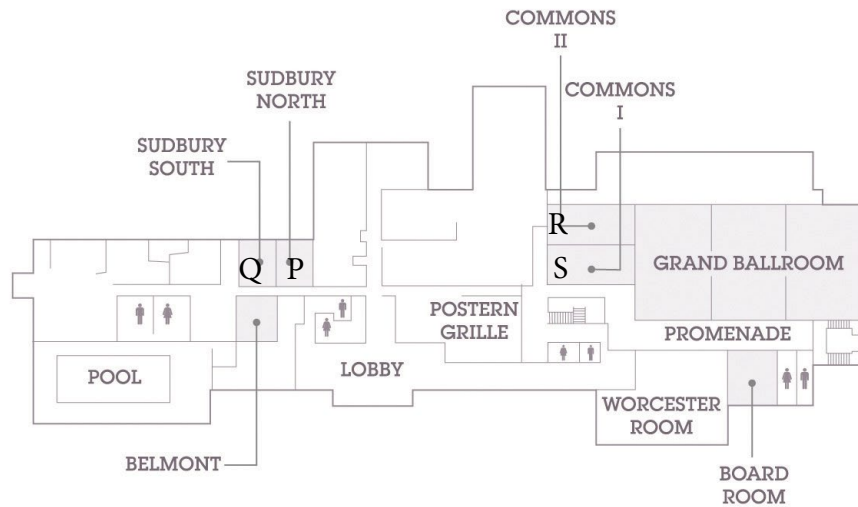 COMMONS
II
SUDBURY
NORTH
COMMONS
I
SUDBURY
SOUTH
R
Q
P
S
GRAND BALLROOM
POSTERN
GRILLE
PROMENADE
POOL
LOBBY
WORCESTER
ROOM
BELMONT
BOARD
ROOM